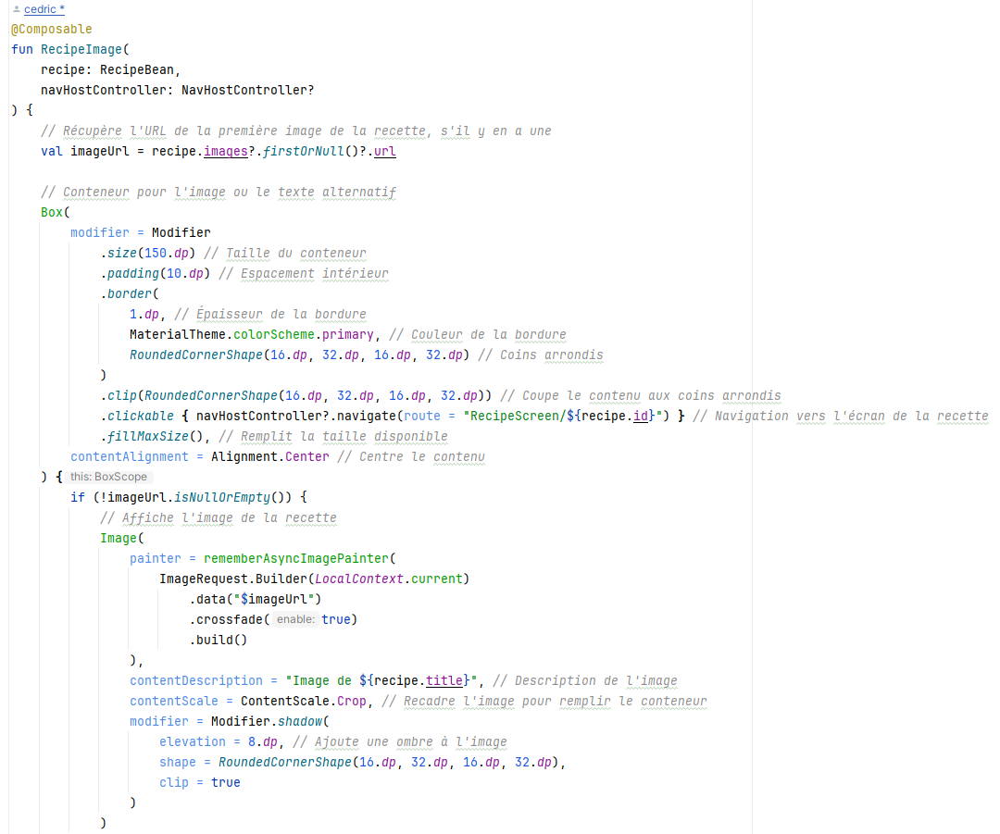 cedric *
@Composable
fun RecipeImage(
    recipe: RecipeBean,
    navHostController: NavHostController?
) {
    // Récupère l'URL de la première image de la recette, s'il y en a une
    val imageUrl = recipe.images?.firstOrNull()?.url

    // Conteneur pour l'image ou le texte alternatif
    Box(
        modifier = Modifier
            .size(150.dp) // Taille du conteneur
            .padding(10.dp) // Espacement intérieur
            .border(
                1.dp, // Épaisseur de la bordure
                MaterialTheme.colorScheme.primary, // Couleur de la bordure
                RoundedCornerShape(16.dp, 32.dp, 16.dp, 32.dp) // Coins arrondis
            )
            .clip(RoundedCornerShape(16.dp, 32.dp, 16.dp, 32.dp)) // Coupe le contenu aux coins arrondis
            .clickable { navHostController?.navigate(route = "RecipeScreen/${recipe.id}") } // Navigation vers l'écran de la recette
            .fillMaxSize(), // Remplit la taille disponible
        contentAlignment = Alignment.Center // Centre le contenu
    ) { this: BoxScope
        if (!imageUrl.isNullOrEmpty()) {
            // Affiche l'image de la recette
            Image(
                painter = rememberAsyncImagePainter(
                    ImageRequest.Builder(LocalContext.current)
                        .data("$imageUrl")
                        .crossfade( enable: true)
                        .build()
                ),
                contentDescription = "Image de ${recipe.title}", // Description de l'image
                contentScale = ContentScale.Crop, // Recadre l'image pour remplir le conteneur
                modifier = Modifier.shadow(
                    elevation = 8.dp, // Ajoute une ombre à l'image
                    shape = RoundedCornerShape(16.dp, 32.dp, 16.dp, 32.dp),
                    clip = true
                )
            )